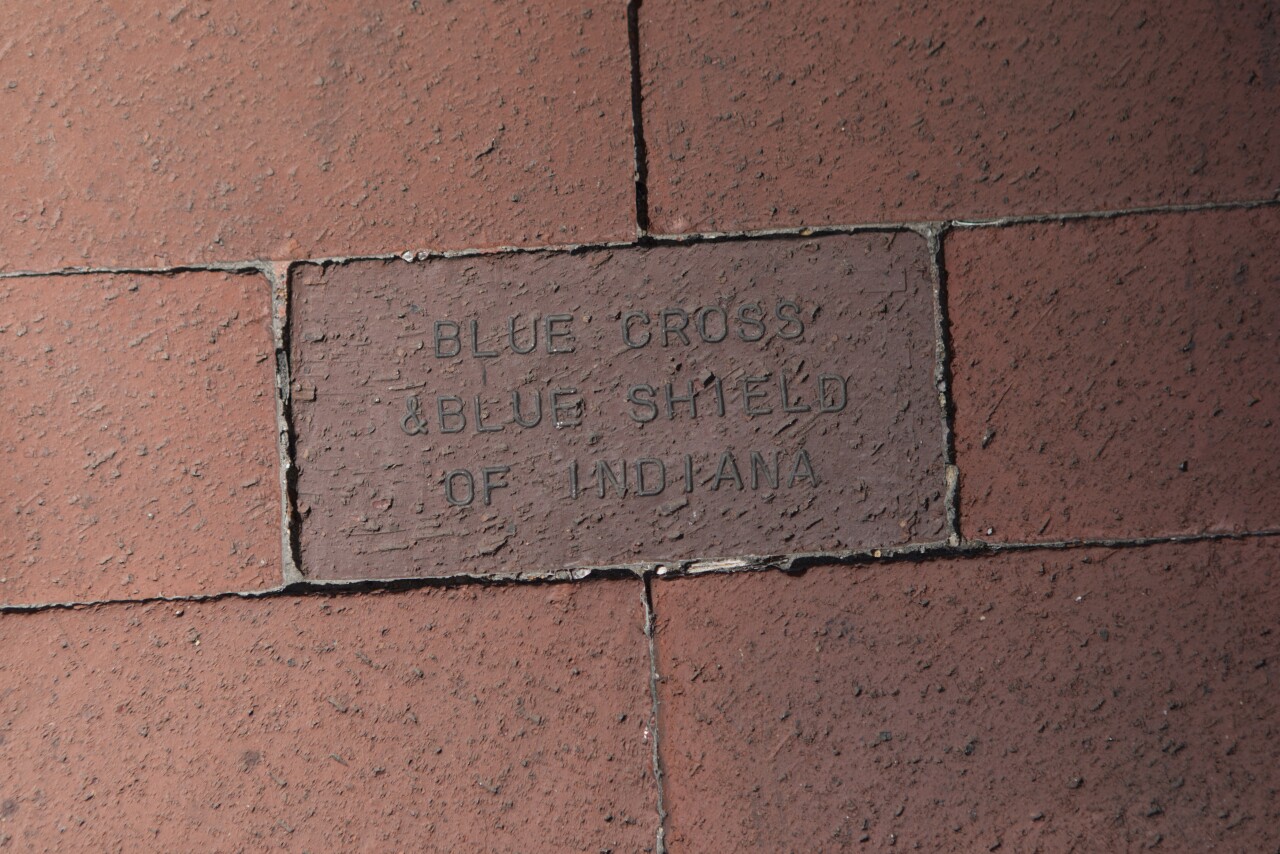 BLUE CROSS
&BLUE SHIELD
OF INDIANA